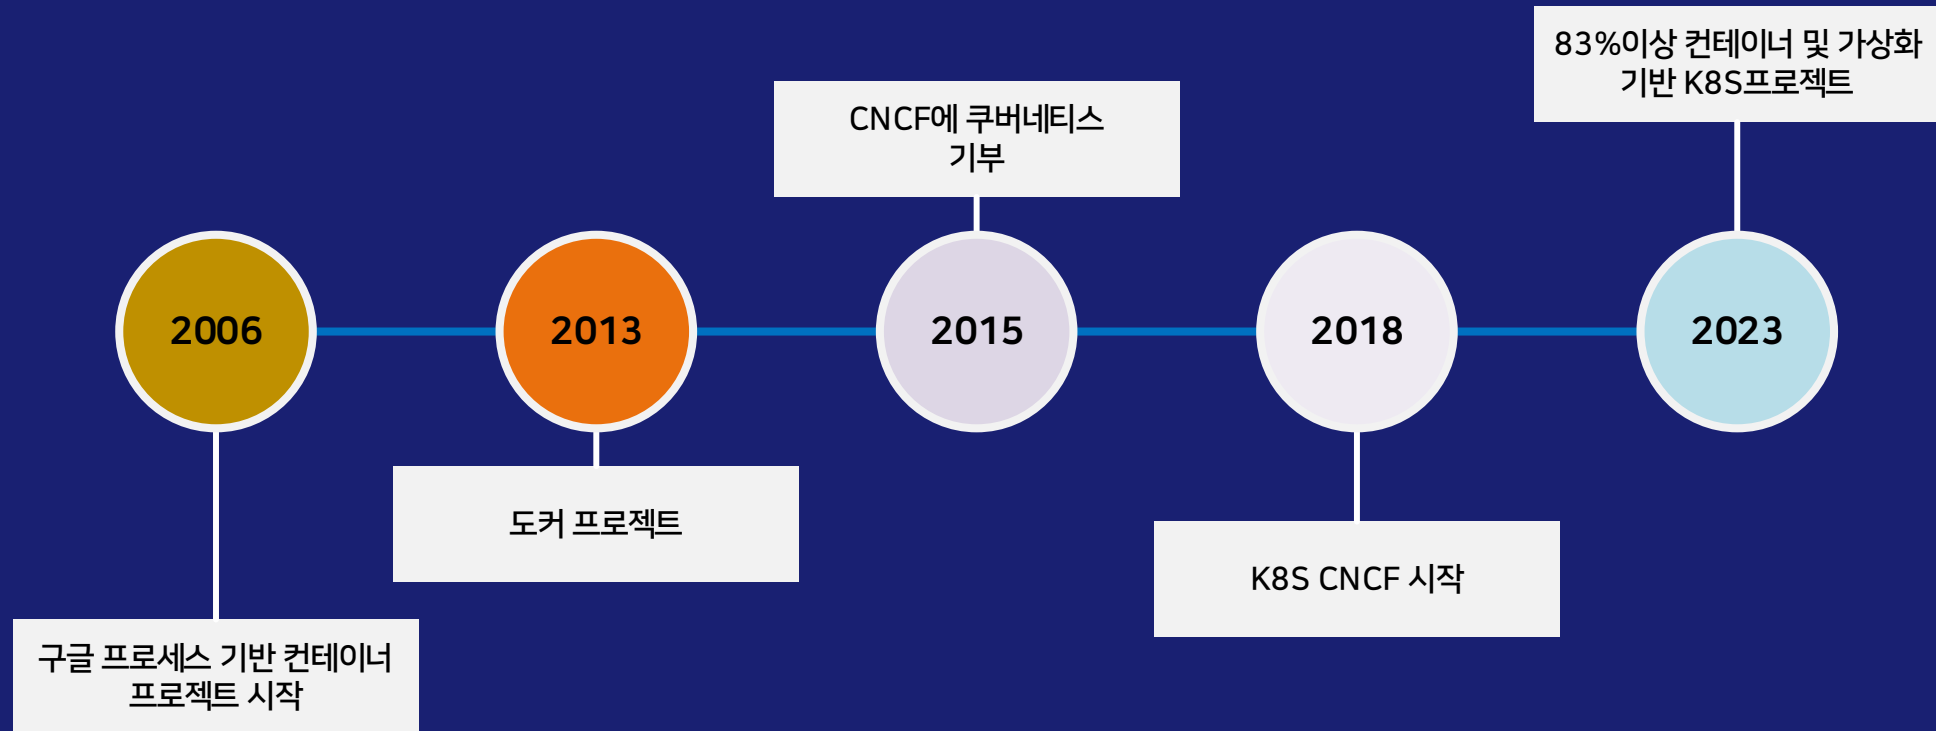 83%이상 컨테이너 및 가상화
기반 K8S프로젝트
CNCF에 쿠버네티스
기부
2006
2013
2015
2018
2023
도커 프로젝트
K8S CNCF 시작
구글 프로세스 기반 컨테이너
프로젝트 시작